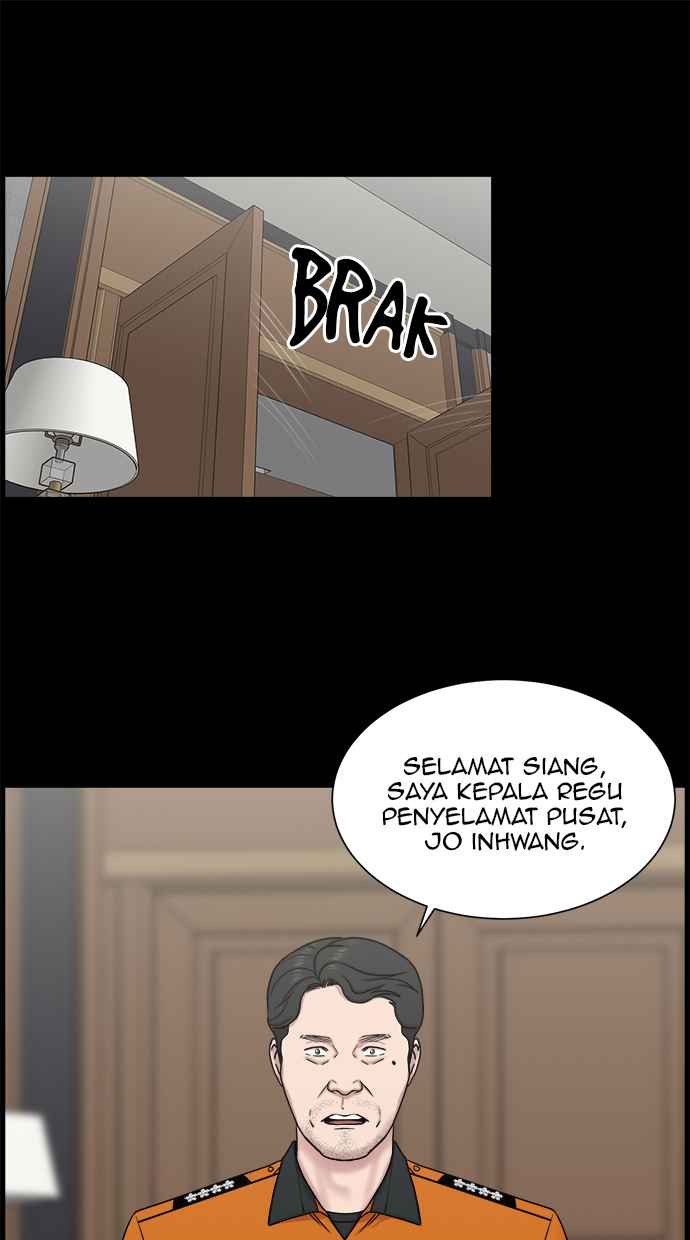 BRAK
SELAMAT SIANG,
SAYA KEPALA REGU
PENYELAMAT PUSAT,
JO INHWANG.